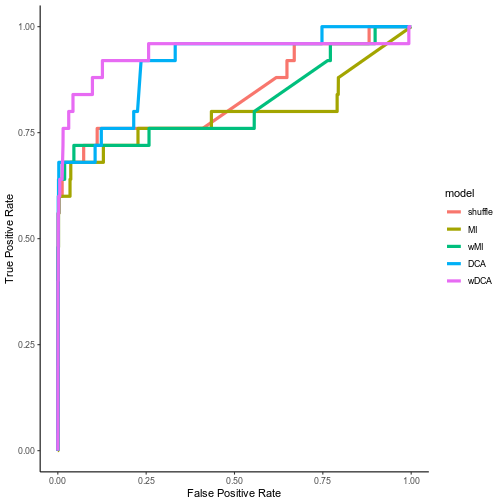 1.00
0.75
0.50
0.25
0.00
True Positive Rate
0.00 0.25 0.50 0.75 1.00
False Positive Rate
model
shuffle
MI
wMI
DCA
wDCA